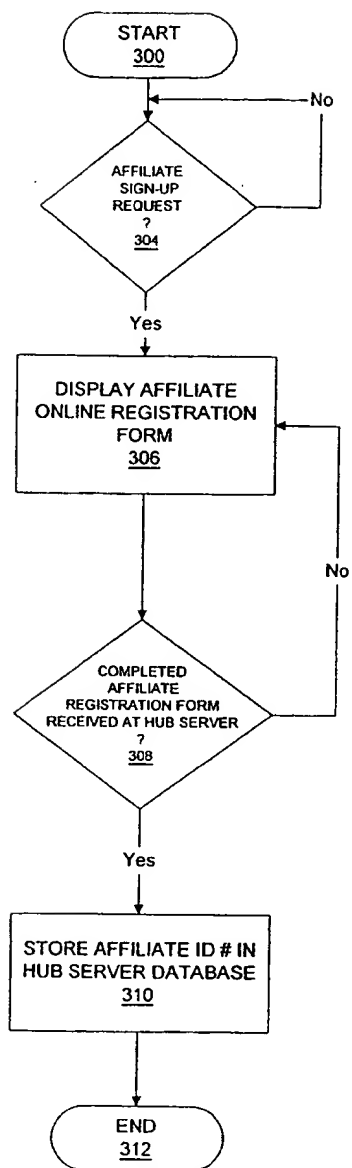 START
300
No
AFFILIATE
SIGN-UP
REQUEST
?
304
Yes
DISPLAY AFFILIATE
ONLINE REGISTRATION
FORM
306
No
COMPLETED
AFFILIATE
REGISTRATION FORM
RECEIVED AT HUB SERVER
?
308
Yes
STORE AFFILIATE ID # IN
HUB SERVER DATABASE
310
END
312